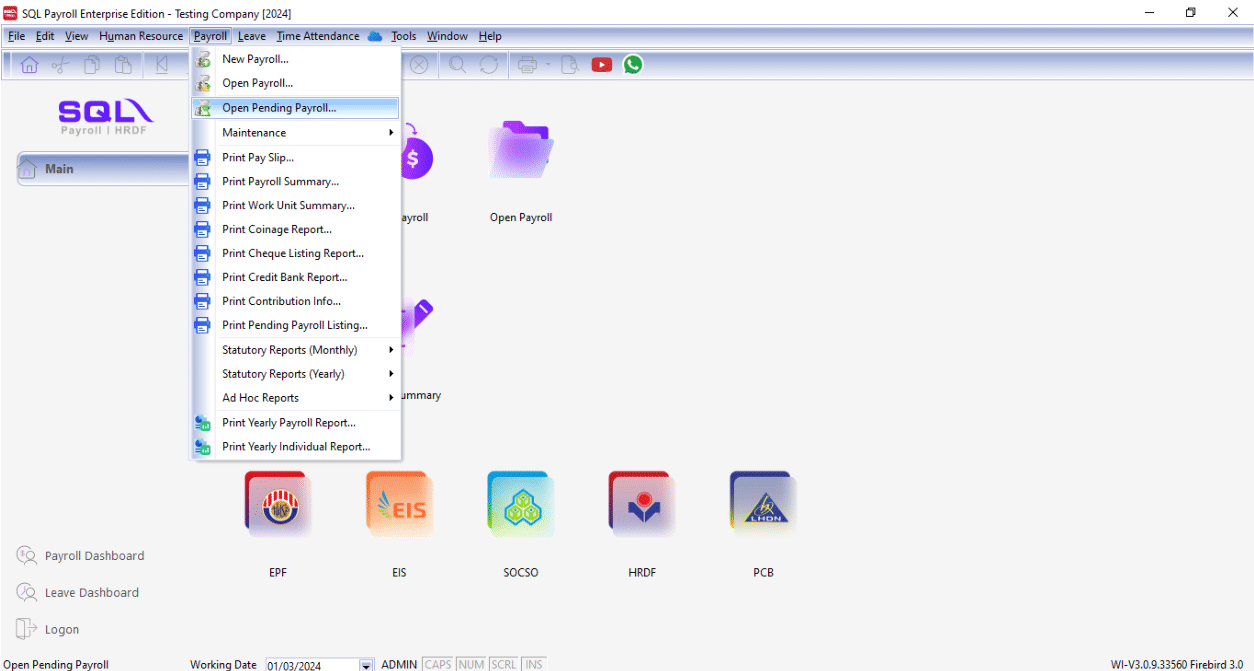 SQL Payroll Enterprise Edition - Testing Company [2024]
File Edit View Human Resource Payroll Leave Time Attendance Tools Window Help
SQL
Payroll | HRDF
Main
New Payroll...
Open Payroll...
Open Pending Payroll...
Maintenance
Print Pay Slip...
Print Payroll Summary...
Print Work Unit Summary...
Print Coinage Report...
Print Cheque Listing Report...
Print Credit Bank Report...
Print Contribution Info...
Print Pending Payroll Listing...
Statutory Reports (Monthly)
Statutory Reports (Yearly)
Ad Hoc Reports
Print Yearly Payroll Report...
Print Yearly Individual Report...
$
ayroll
Open Payroll
ummary
EIS
LHDN
EPF
EIS
SOCSO
HRDF
PCB
Payroll Dashboard
Leave Dashboard
Logon
Open Pending Payroll
Working Date 01/03/2024 ADMIN CAPS NUM SCRL INS
WI-V3.0.9.33560 Firebird 3.0